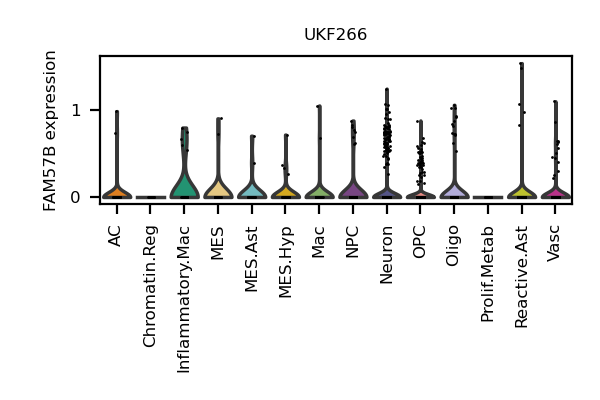 UKF266
FAM57B expression
1
0
AC
Chromatin.Reg
Inflammatory.Mac
MES
MES.Ast
MES.Hyp
Mac
NPC
Neuron
OPC
Oligo
Prolif.Metab
Reactive.Ast
Vasc